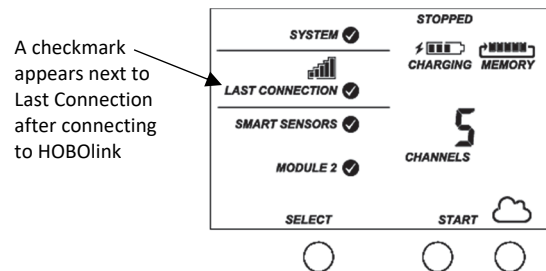 A checkmark
appears next to
Last Connection
after connecting
to HOBOlink
STOPPED
SYSTEM
CHARGING MEMORY
LAST CONNECTION
SMART SENSORS
5
CHANNELS
MODULE 2
SELECT
START